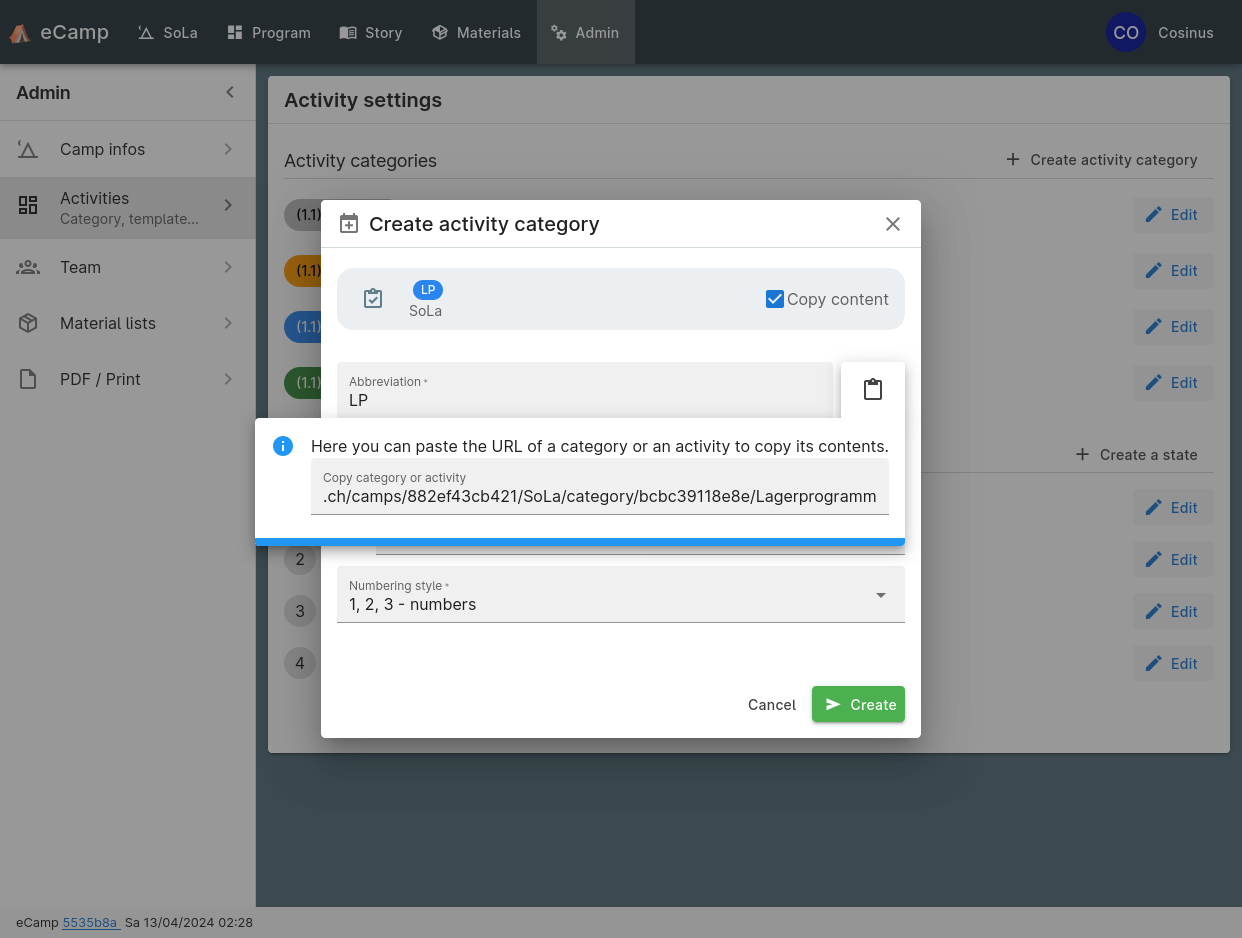 eCamp
SoLa
Program
Story
Materials
Admin
CO
Cosinus
Admin
Camp infos
Activities
Category, template...
Team
Material lists
PDF / Print
Activity settings
Activity categories
Create activity category
(1.1)
Edit
(1.1)
Edit
(1.1)
Edit
(1.1)
Edit
Create a state
Edit
2
Edit
3
Edit
4
Edit
Create activity category
LP
SoLa
Copy content
Abbreviation *
LP
Here you can paste the URL of a category or an activity to copy its contents.
Copy category or activity
.ch/camps/882ef43cb421/SoLa/category/bcbc39118e8e/Lagerprogramm
Numbering style *
1, 2, 3 - numbers
Cancel
Create
eCamp 5535b8a Sa 13/04/2024 02:28